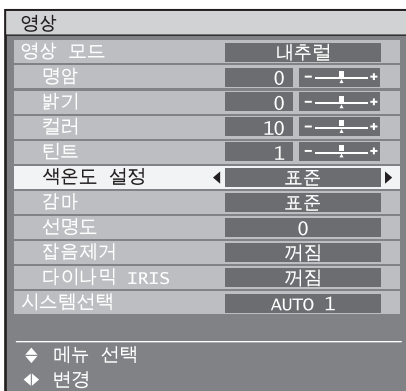 영상
영상 모드 내추럴
명암 0 - +
밝기 0 - +
컬러 10 - +
틴트 1 - +
색온도 설정 표준
감마 표준
선명도 0
잡음제거 꺼짐
다이나믹 IRIS 꺼짐
시스템선택 AUTO 1
메뉴 선택
변경